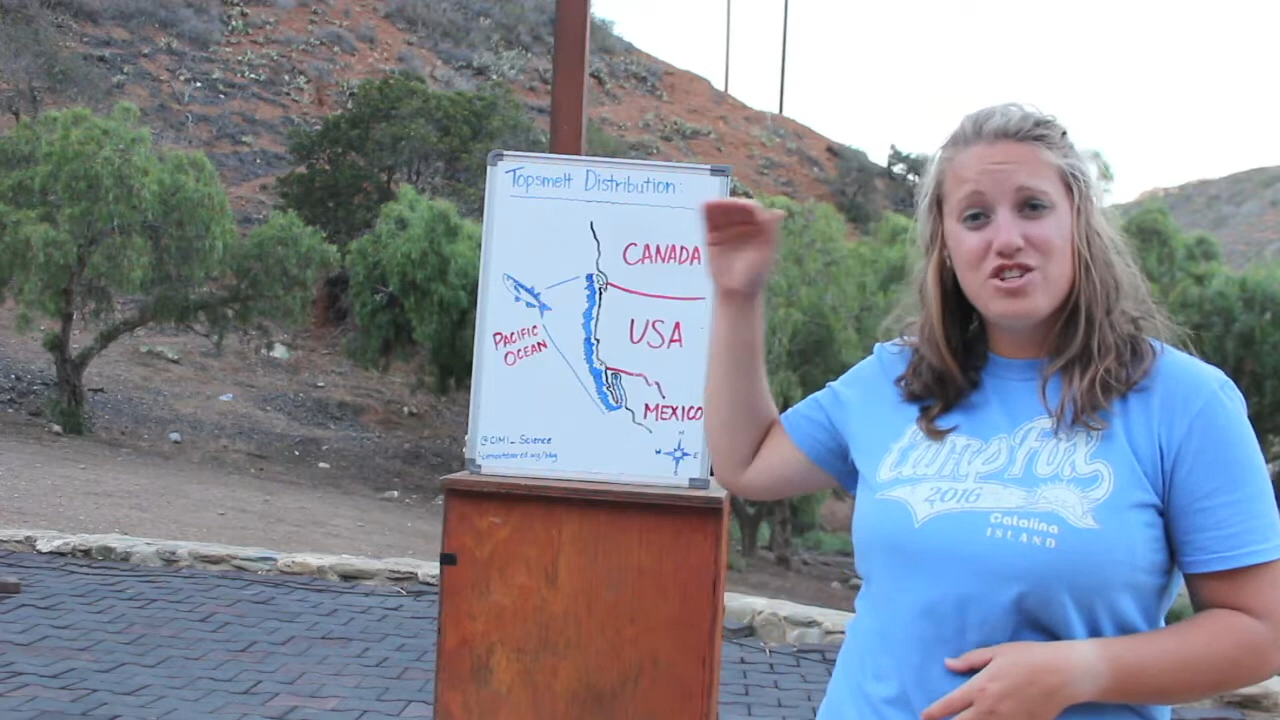 Topsmelt Distribution:
CANADA
USA
PACIFIC
OCEAN
MEXICO
@CIMI_Science
N
W E
Camp Fox
2016
Catalina
ISLAND